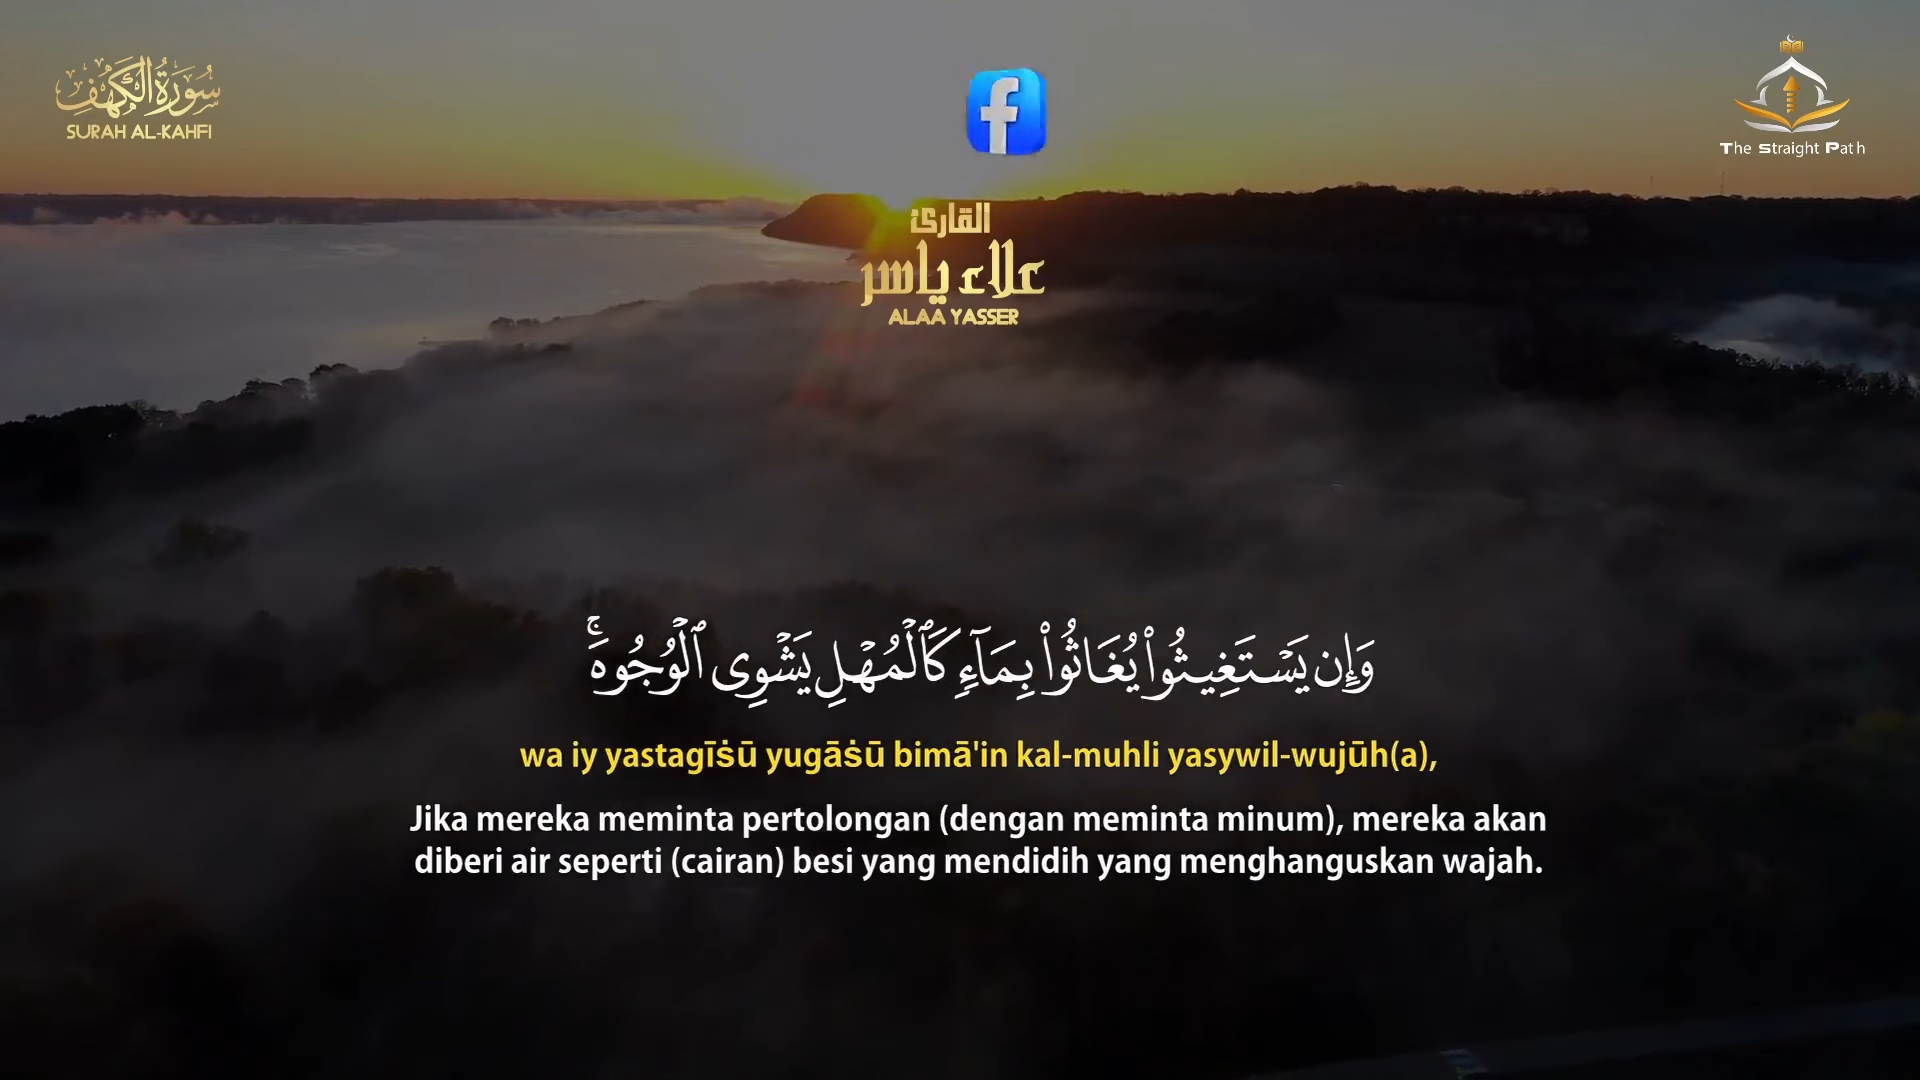 سُورَةُ الْكَهْفِ
SURAH AL-KAHFI
f
The Straight Path
القارئ
علاء ياسر
ALAA YASSER
وَإِن يَسْتَغِيثُوا۟ يُغَاثُوا۟ بِمَآءٍ كَٱلْمُهْلِ يَشْوِى ٱلْوُجُوهَ ۚ
wa iy yastagīṡū yugāṡū bimā'in kal-muhli yasywil-wujūh(a),
Jika mereka meminta pertolongan (dengan meminta minum), mereka akan
diberi air seperti (cairan) besi yang mendidih yang menghanguskan wajah.